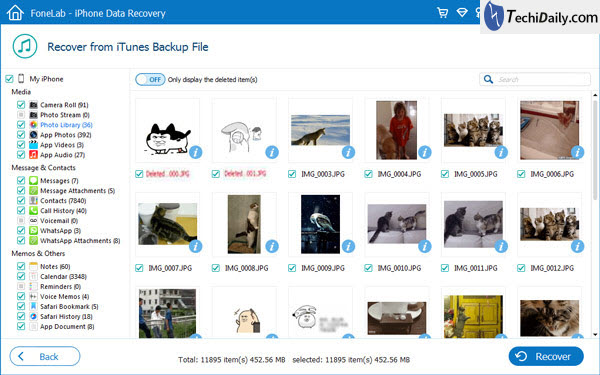 FoneLab - iPhone Data Recovery
TechiDaily.com
Recover from iTunes Backup File
My iPhone
OFF
Only display the deleted item(s)
Search
Media
Camera Roll (91)
Photo Stream (0)
Photo Library (36)
App Photos (392)
App Videos (3)
App Audio (27)
Message & Contacts
Messages (7)
Message Attachments (5)
Contacts (7840)
Call History (40)
Voicemail (0)
WhatsApp (3)
WhatsApp Attachments (8)
Memos & Others
Notes (60)
Calendar (3348)
Reminders (0)
Voice Memos (4)
Safari Bookmark (5)
Safari History (18)
App Document (8)
Deleted .000.JPG
Deleted .001.JPG
IMG_0003.JPG
IMG_0004.JPG
IMG_0005.JPG
IMG_0006.JPG
IMG_0007.JPG
IMG_0008.JPG
IMG_0009.JPG
IMG_0010.JPG
IMG_0011.JPG
IMG_0012.JPG
Back
Total: 11895 item(s) 452.56 MB selected: 11895 item(s) 452.56 MB
Recover